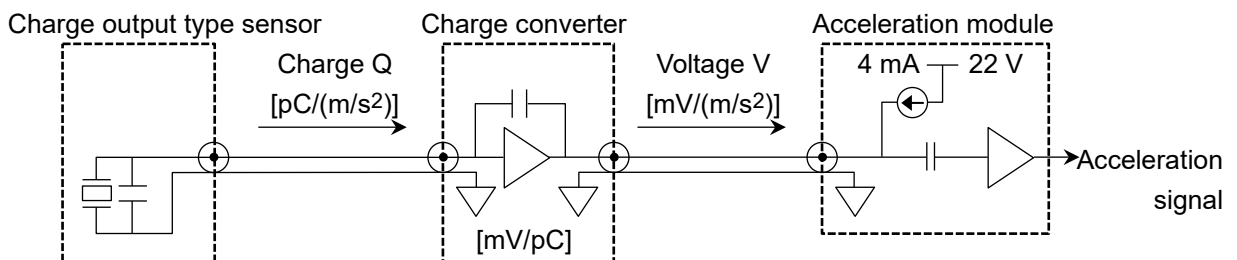 Charge output type sensor
Charge converter
Acceleration module
Charge Q
[pC/(m/s2)]
Voltage V
[mV/(m/s2)]
4 mA
22 V
[mV/pC]
Acceleration
signal